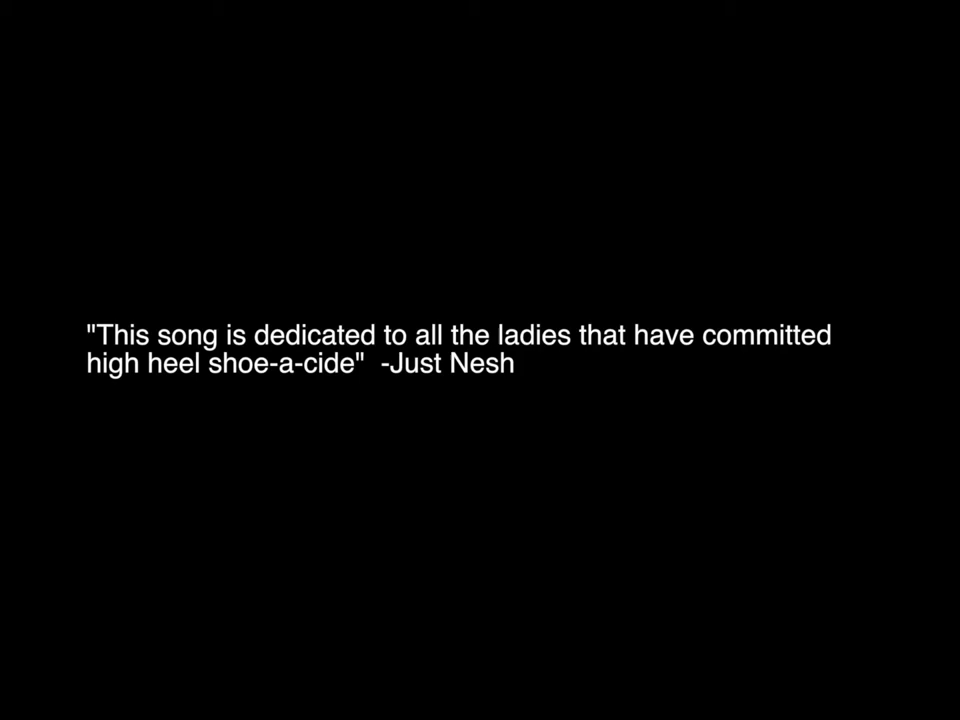 "This song is dedicated to all the ladies that have committed
high heel shoe-a-cide"  -Just Nesh